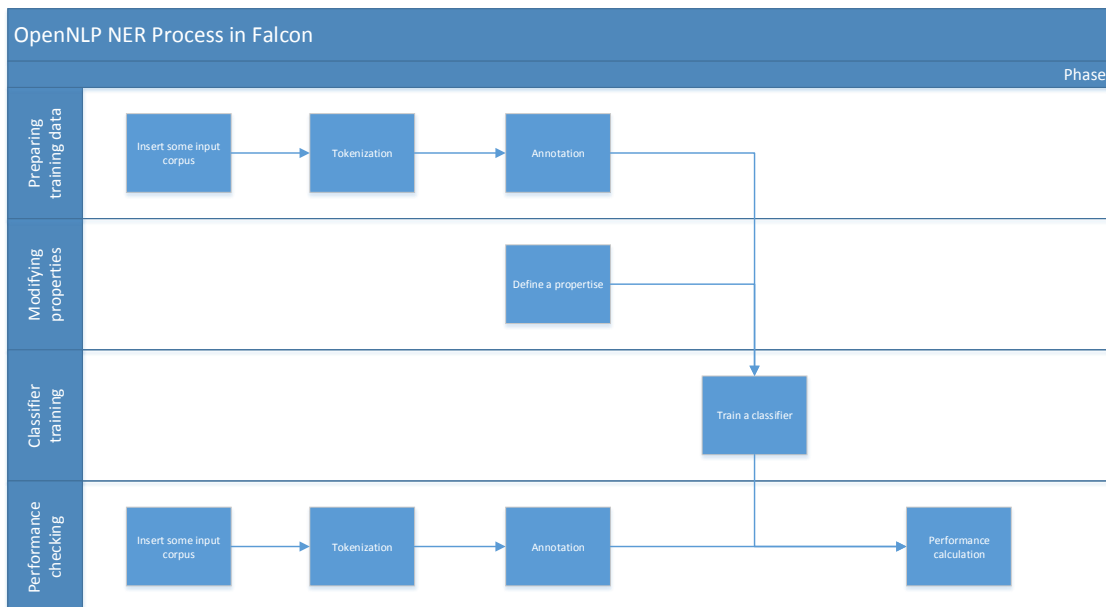 OpenNLP NER Process in Falcon
Phase
Preparing
training data
Insert some input
corpus
Tokenization
Annotation
Modifying
properties
Define a propertise
Classifier
training
Train a classifier
Performance
checking
Insert some input
corpus
Tokenization
Annotation
Performance
calculation